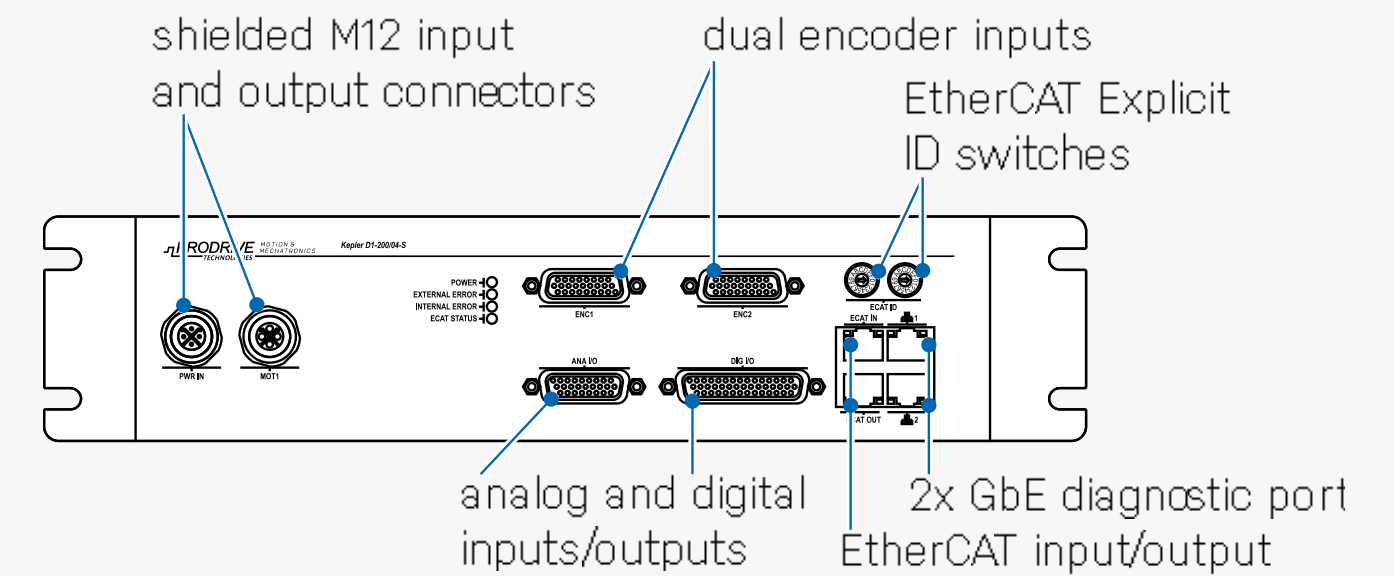 shielded M12 input
and output connectors
dual encoder inputs
EtherCAT Explicit
ID switches
PRODRIVE
TECHNOLOGIES
MOTION &
MECHATRONICS
Kepler D1-200/04-S
POWER
EXTERNAL ERROR
INTERNAL ERROR
ECAT STATUS
ENC1
ENC2
ECAT ID
ECAT IN
1
PWR IN
MOT1
ANA I/O
DIG I/O
ECAT OUT
2
analog and digital
inputs/outputs
2x GbE diagnostic port
EtherCAT input/output